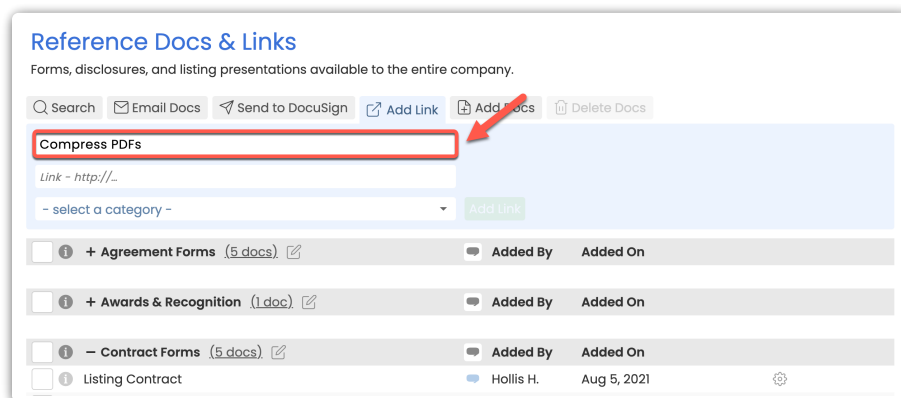 Reference Docs & Links
Forms, disclosures, and listing presentations available to the entire company.
Search Email Docs Send to DocuSign Add Link Add Docs Delete Docs
Compress PDFs
Link - http://...
- select a category - Add Link
+ Agreement Forms (5 docs) Added By Added On
+ Awards & Recognition (1 doc) Added By Added On
− Contract Forms (5 docs) Added By Added On
Listing Contract Hollis H. Aug 5, 2021